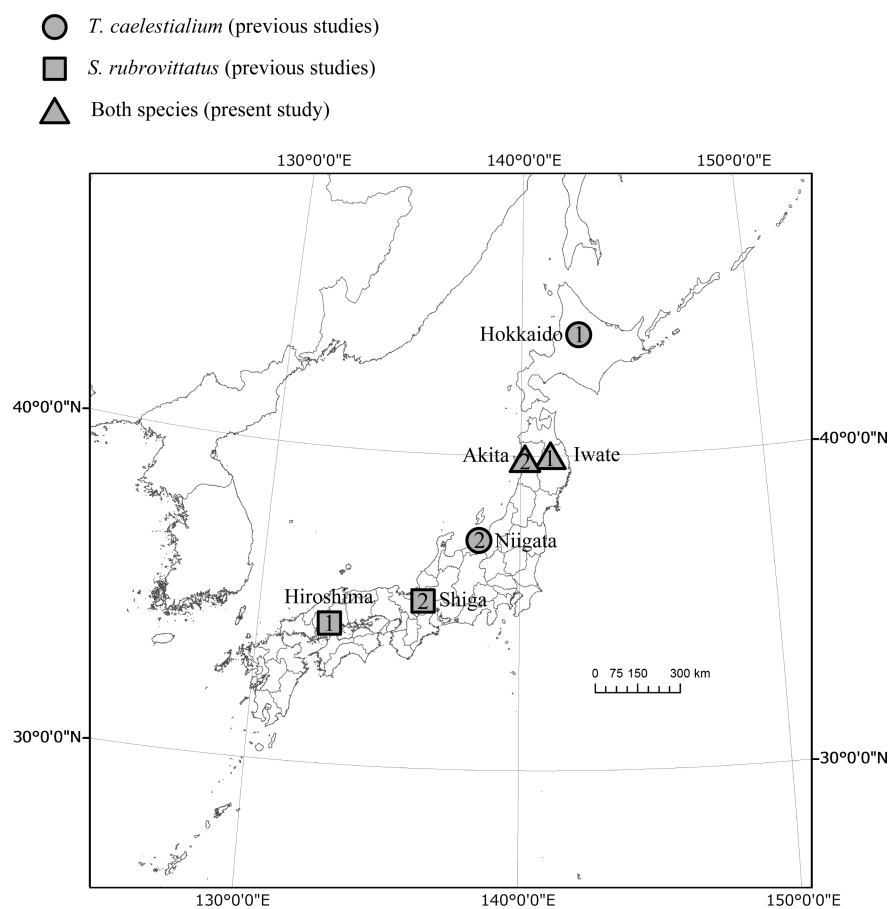 T. caelestialium (previous studies)
S. rubrovittatus (previous studies)
Both species (present study)
130°0'0"E 140°0'0"E 150°0'0"E
Hokkaido 1
40°0'0"N 40°0'0"N
Akita 2 1 Iwate
2 Niigata
Hiroshima 2 Shiga
1
0 75 150 300 km
30°0'0"N 30°0'0"N
130°0'0"E 140°0'0"E 150°0'0"E